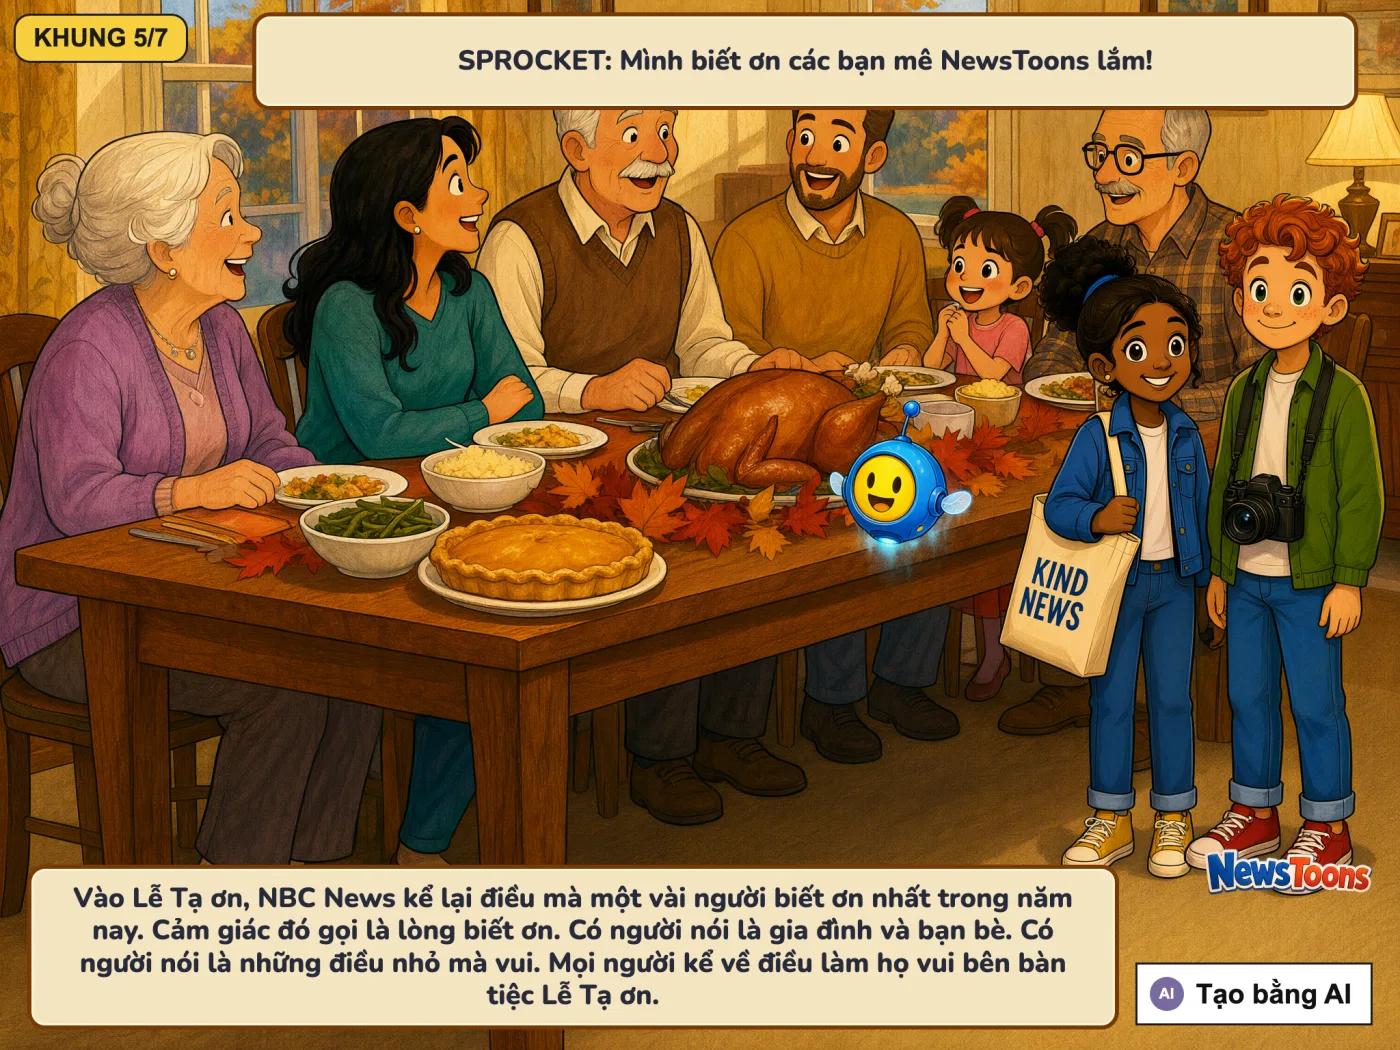 KHUNG 5/7
SPROCKET: Mình biết ơn các bạn mê NewsToons lắm!
KIND
NEWS
NewsToons
Vào Lễ Tạ ơn, NBC News kể lại điều mà một vài người biết ơn nhất trong năm
nay. Cảm giác đó gọi là lòng biết ơn. Có người nói là gia đình và bạn bè. Có
người nói là những điều nhỏ mà vui. Mọi người kể về điều làm họ vui bên bàn
tiệc Lễ Tạ ơn.
AI Tạo bằng AI